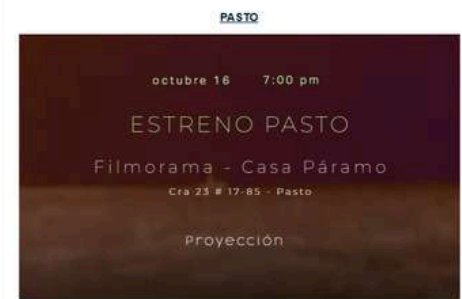 PASTO
octubre 16 7:00 pm
ESTRENO PASTO
Filmorama - Casa Páramo
Cra 23 # 17-85 - Pasto
Proyección